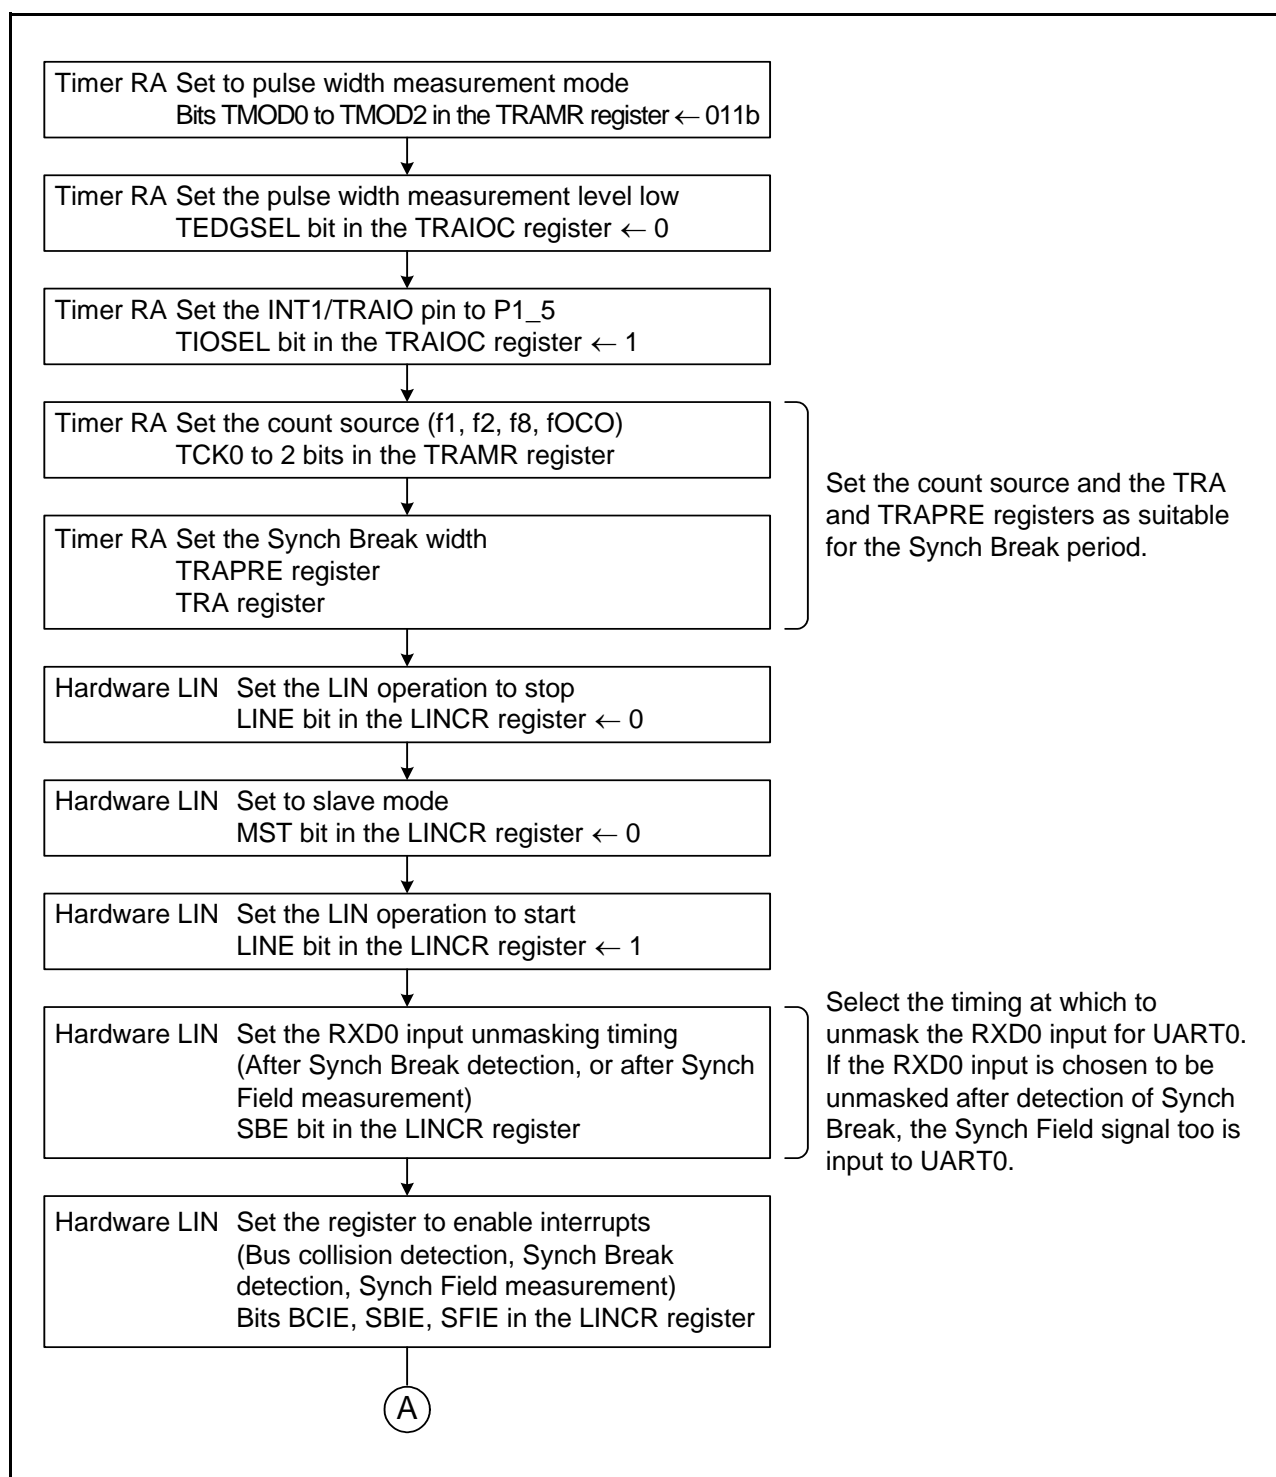 Timer RA Set to pulse width measurement mode
Bits TMOD0 to TMOD2 in the TRAMR register ← 011b
Timer RA Set the pulse width measurement level low
TEDGSEL bit in the TRAIOC register ← 0
Timer RA Set the INT1/TRAIO pin to P1_5
TIOSEL bit in the TRAIOC register ← 1
Timer RA Set the count source (f1, f2, f8, fOCO)
TCK0 to 2 bits in the TRAMR register
Timer RA Set the Synch Break width
TRAPRE register
TRA register
Set the count source and the TRA
and TRAPRE registers as suitable
for the Synch Break period.
Hardware LIN Set the LIN operation to stop
LINE bit in the LINCR register ← 0
Hardware LIN Set to slave mode
MST bit in the LINCR register ← 0
Hardware LIN Set the LIN operation to start
LINE bit in the LINCR register ← 1
Hardware LIN Set the RXD0 input unmasking timing
(After Synch Break detection, or after Synch
Field measurement)
SBE bit in the LINCR register
Select the timing at which to
unmask the RXD0 input for UART0.
If the RXD0 input is chosen to be
unmasked after detection of Synch
Break, the Synch Field signal too is
input to UART0.
Hardware LIN Set the register to enable interrupts
(Bus collision detection, Synch Break
detection, Synch Field measurement)
Bits BCIE, SBIE, SFIE in the LINCR register
A